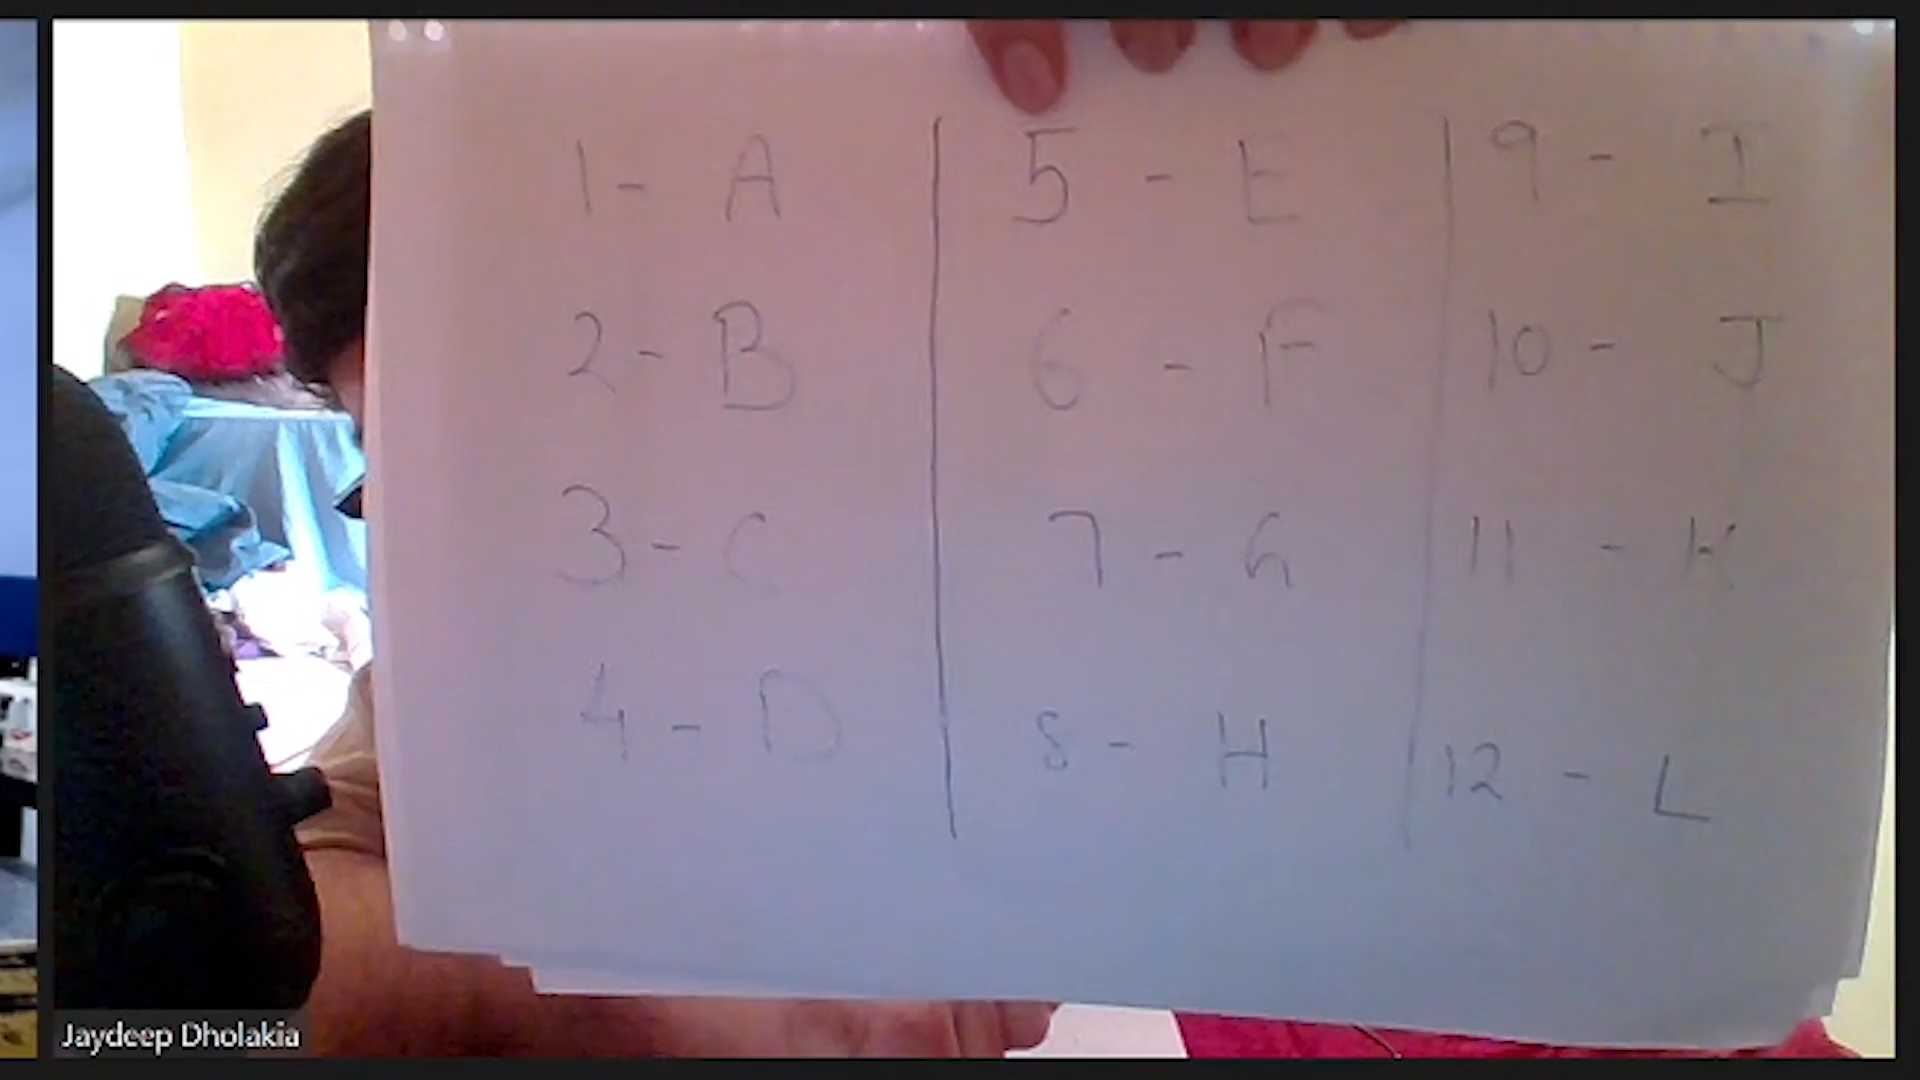 1 - A
2 - B
3 - C
4 - D
5 - E
6 - F
7 - G
8 - H
9 - I
10 - J
11 - K
12 - L
Jaydeep Dholakia